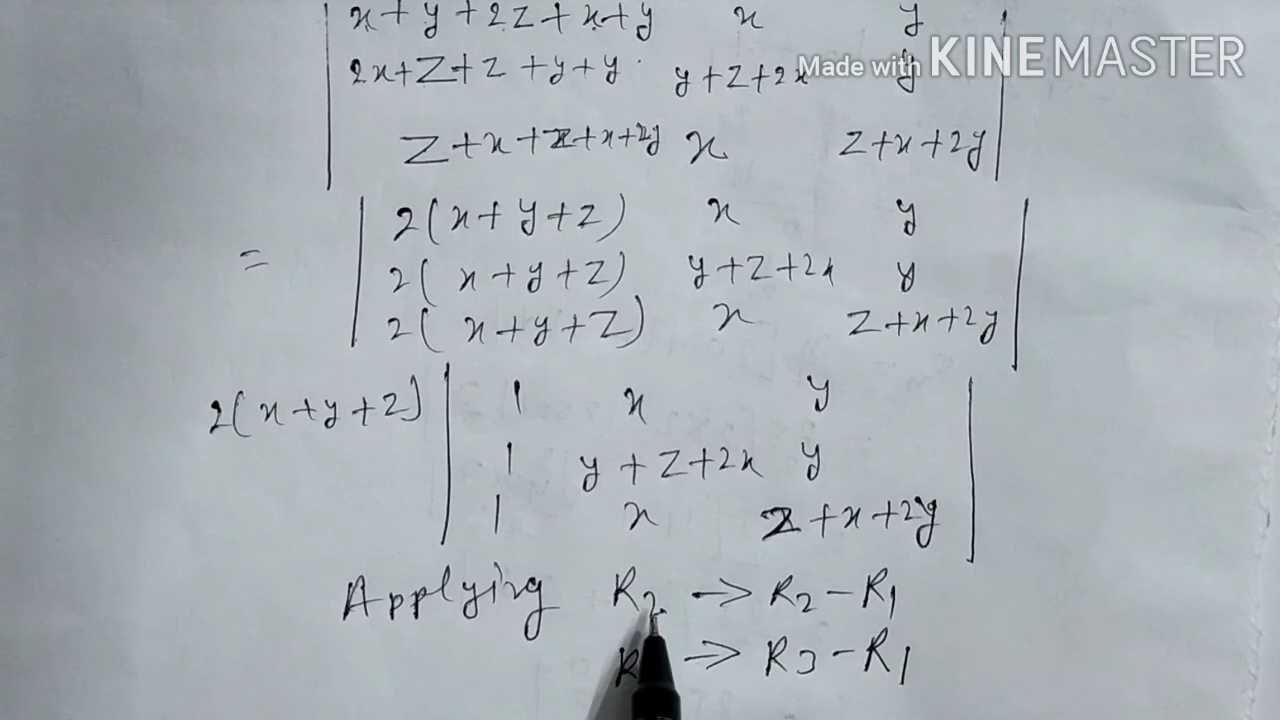 x+y+2z+x+y x y
2x+z+z+y+y y+z+2x y
z+x+z+x+2y x z+x+2y
Made with KINEMASTER
= 2(x+y+z) x y
2(x+y+z) y+z+2x y
2(x+y+z) x z+x+2y
2(x+y+z) 1 x y
1 y+z+2x y
1 x z+x+2y
Applying R2 → R2-R1
R → R3-R1